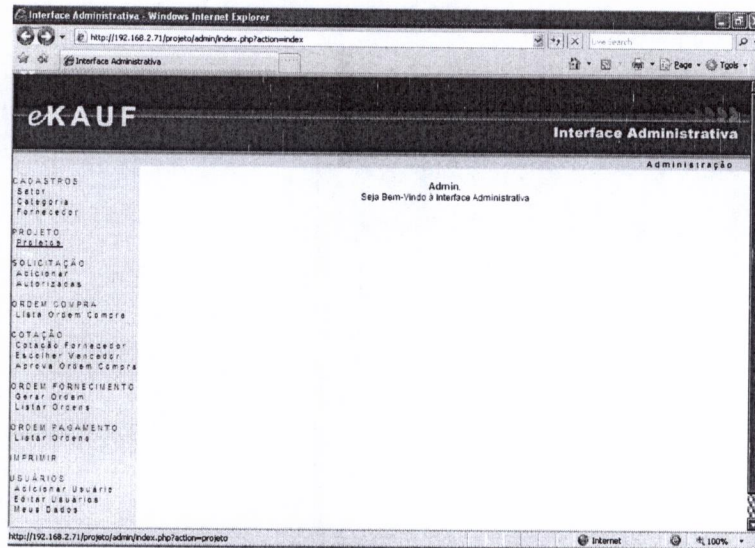 Interface Administrativa - Windows Internet Explorer
http://192.168.2.71/projeto/admin/index.php?action=index
Live Search
Interface Administrativa
Page
Tools
eKAUF
Interface Administrativa
Administração
CADASTROS
Setor
Categoria
Fornecedor
PROJETO
Projetos
SOLICITAÇÃO
Adicionar
Autorizadas
ORDEM COMPRA
Lista Ordem Compra
COTAÇÃO
Cotação Fornecedor
Escolher Vencedor
Aprova Ordem Compra
ORDEM FORNECIMENTO
Gerar Ordem
Listar Ordens
ORDEM PAGAMENTO
Listar Ordens
IMPRIMIR
USUÁRIOS
Adicionar Usuário
Editar Usuários
Meus Dados
Admin,
Seja Bem-Vindo à Interface Administrativa
http://192.168.2.71/projeto/admin/index.php?action=projeto
Internet
100%